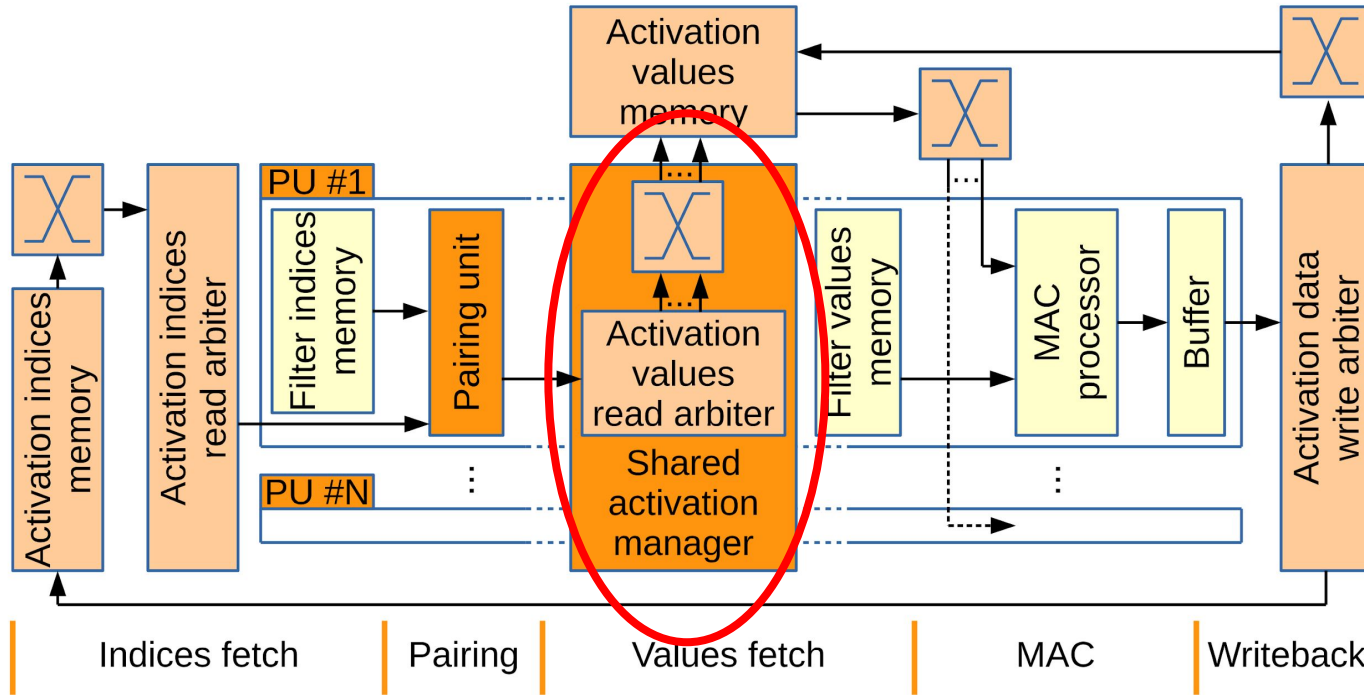 Activation
values
memory
...
PU #1
Activation indices
memory
Activation indices
read arbiter
Filter indices
memory
Pairing unit
...
...
Activation
values
read arbiter
Shared
activation
manager
Filter values
memory
MAC
processor
Buffer
Activation data
write arbiter
⋮
⋮
PU #N
Indices fetch
Pairing
Values fetch
MAC
Writeback